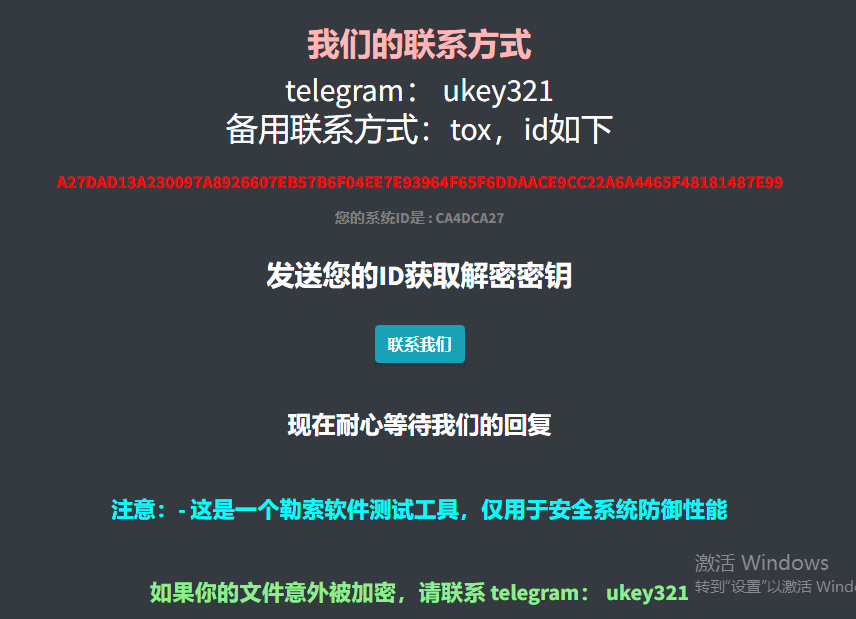 我们的联系方式
telegram： ukey321
备用联系方式：tox，id如下
A27DAD13A230097A8926607EB57B6F04EE7E93964F65F6DDAACE9CC22A6A4465F48181487E99
您的系统ID是 : CA4DCA27
发送您的ID获取解密密钥
联系我们
现在耐心等待我们的回复
注意：- 这是一个勒索软件测试工具，仅用于安全系统防御性能
激活 Windows
转到“设置”以激活 Windo
如果你的文件意外被加密，请联系 telegram： ukey321